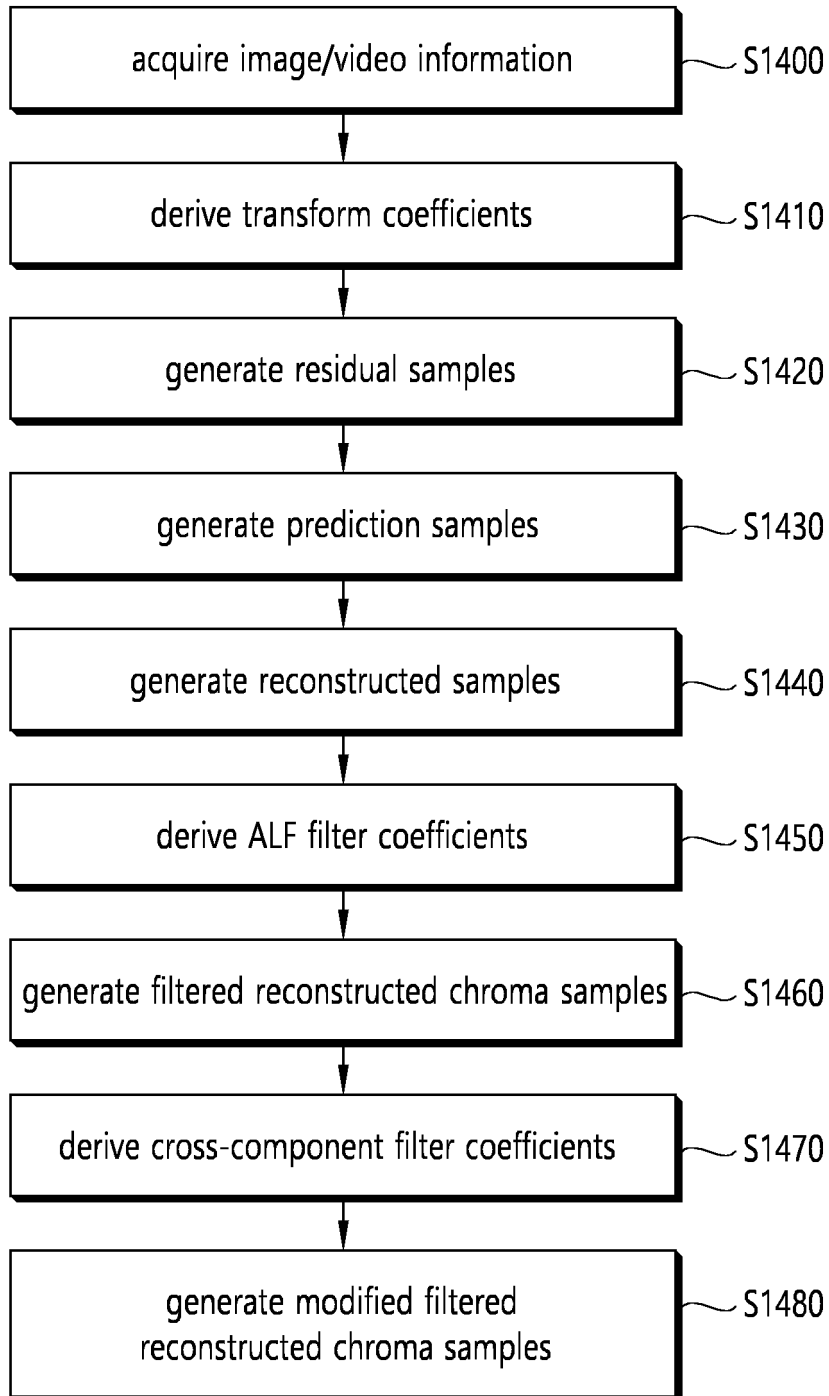 acquire image/video information
S1400
derive transform coefficients
S1410
generate residual samples
S1420
generate prediction samples
S1430
generate reconstructed samples
S1440
derive ALF filter coefficients
S1450
generate filtered reconstructed chroma samples
S1460
derive cross-component filter coefficients
S1470
generate modified filtered
reconstructed chroma samples
S1480